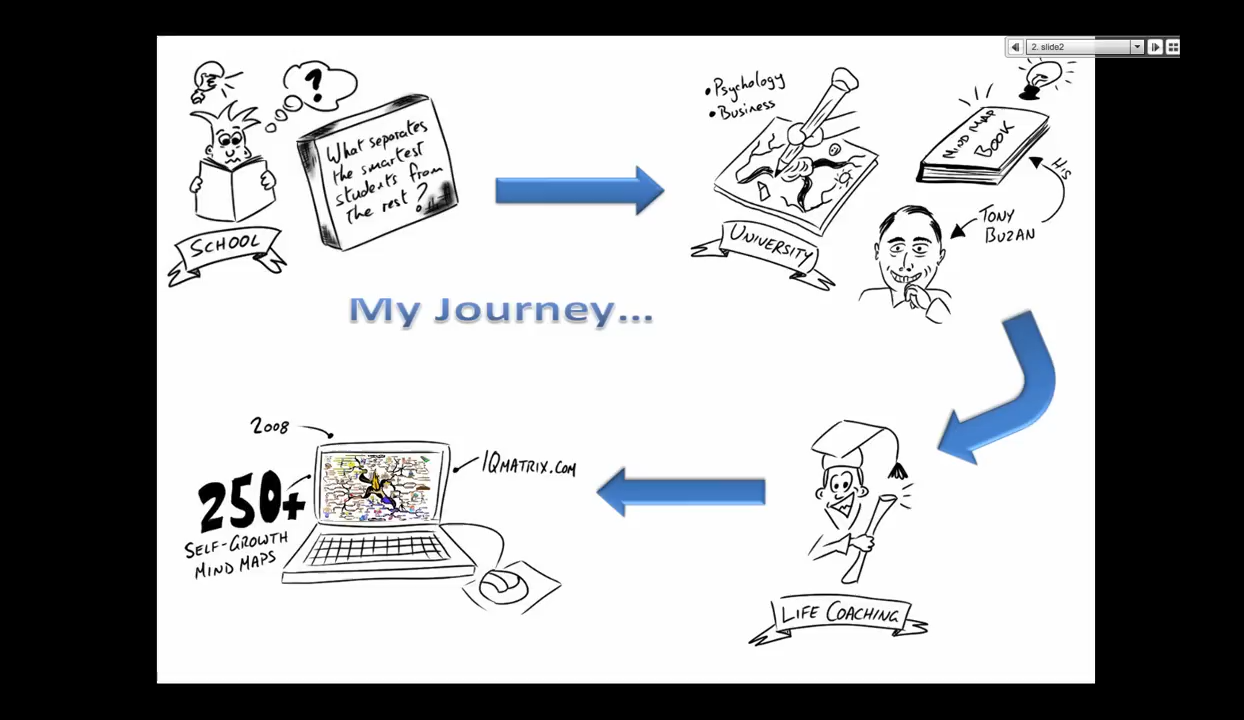 2. slide2
?
What separates
the smartest
students from
the rest?
SCHOOL
• Psychology
• Business
UNIVERSITY
MIND MAP
BOOK
HIS
TONY
BUZAN
My Journey...
2008
IQMATRIX.COM
250+
SELF-GROWTH
MIND MAPS
LIFE COACHING